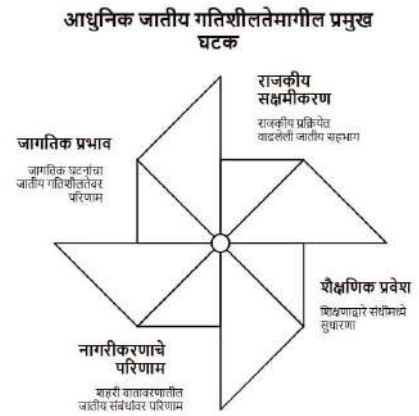 आधुनिक जातीय गतिशीलतेमागील प्रमुख
घटक
राजकीय
सक्षमीकरण
राजकीय प्रक्रियेत
वाढलेली जातीय सहभाग
जागतिक प्रभाव
जागतिक घटनांचा
जातीय गतिशीलतेवर
परिणाम
शैक्षणिक प्रवेश
शिक्षणाद्वारे संधींमध्ये
सुधारणा
नागरीकरणाचे
परिणाम
शहरी वातावरणातील
जातीय संबंधांवर परिणाम